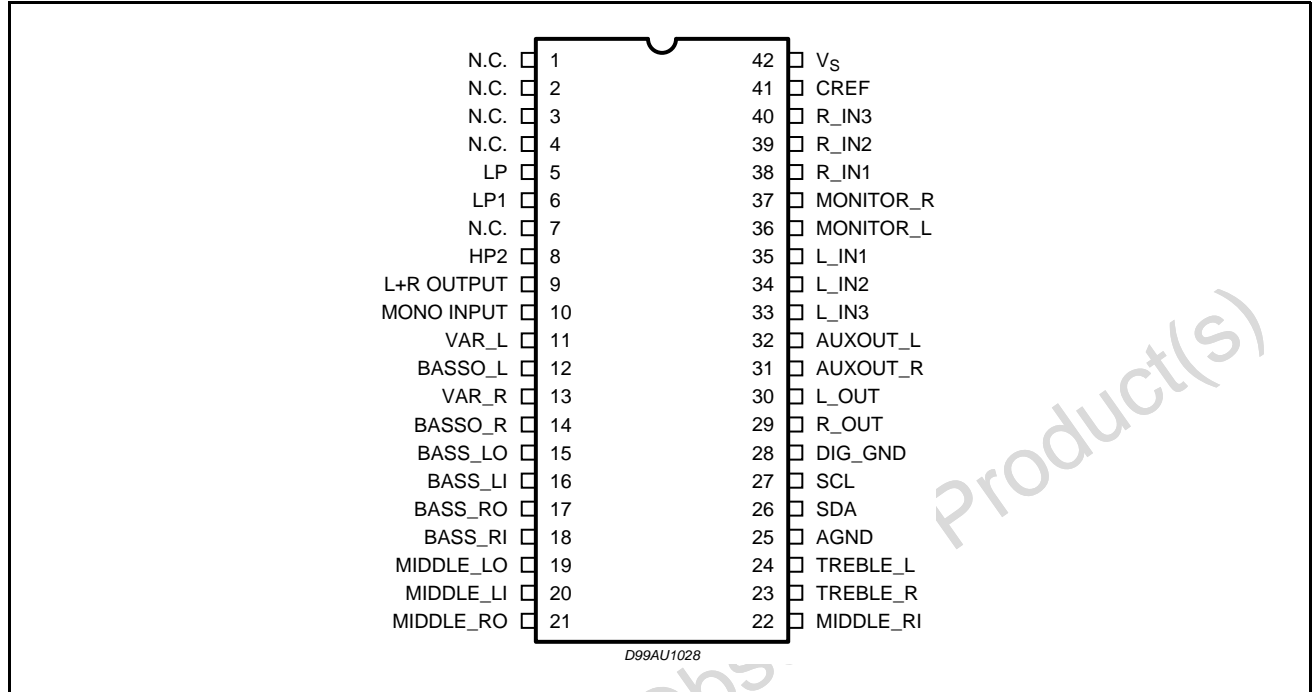 N.C. 1 42 VS
N.C. 2 41 CREF
N.C. 3 40 R_IN3
N.C. 4 39 R_IN2
LP 5 38 R_IN1
LP1 6 37 MONITOR_R
N.C. 7 36 MONITOR_L
HP2 8 35 L_IN1
L+R OUTPUT 9 34 L_IN2
MONO INPUT 10 33 L_IN3
VAR_L 11 32 AUXOUT_L
BASSO_L 12 31 AUXOUT_R
VAR_R 13 30 L_OUT
BASSO_R 14 29 R_OUT
BASS_LO 15 28 DIG_GND
BASS_LI 16 27 SCL
BASS_RO 17 26 SDA
BASS_RI 18 25 AGND
MIDDLE_LO 19 24 TREBLE_L
MIDDLE_LI 20 23 TREBLE_R
MIDDLE_RO 21 22 MIDDLE_RI
D99AU1028
Product(s)